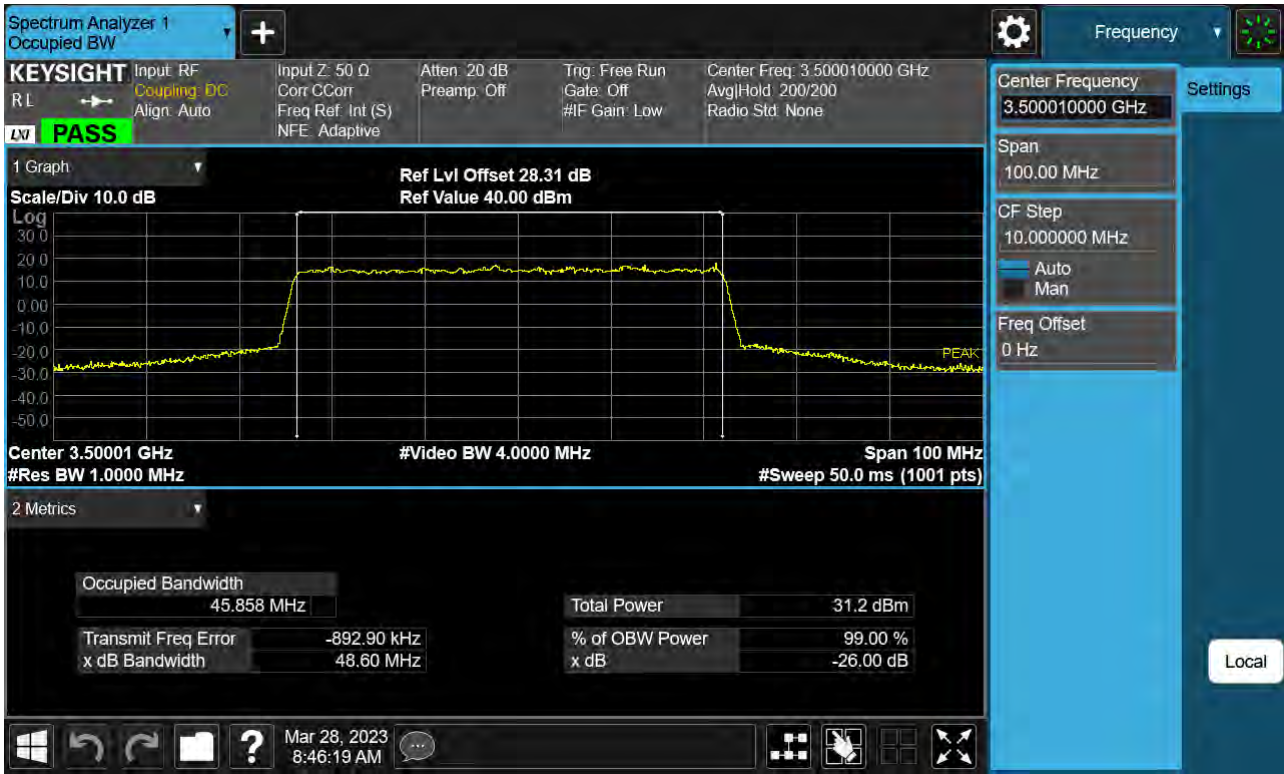 Spectrum Analyzer 1
Occupied BW
+
Frequency
KEYSIGHT
RL
LXI PASS
Input: RF
Coupling: DC
Align: Auto
Input Z: 50 Ω
Corr CCorr
Freq Ref: Int (S)
NFE: Adaptive
Atten: 20 dB
Preamp: Off
Trig: Free Run
Gate: Off
#IF Gain: Low
Center Freq: 3.500010000 GHz
Avg|Hold: 200/200
Radio Std: None
Center Frequency
3.500010000 GHz
Settings
Span
100.00 MHz
CF Step
10.000000 MHz
Auto
Man
Freq Offset
0 Hz
1 Graph
Scale/Div 10.0 dB
Ref Lvl Offset 28.31 dB
Ref Value 40.00 dBm
Log
30.0
20.0
10.0
0.00
-10.0
-20.0
-30.0
-40.0
-50.0
PEAK
Center 3.50001 GHz
#Video BW 4.0000 MHz
Span 100 MHz
#Res BW 1.0000 MHz
#Sweep 50.0 ms (1001 pts)
2 Metrics
Occupied Bandwidth
45.858 MHz
Total Power 31.2 dBm
Transmit Freq Error -892.90 kHz
% of OBW Power 99.00 %
x dB Bandwidth 48.60 MHz
x dB -26.00 dB
Local
?
Mar 28, 2023
8:46:19 AM